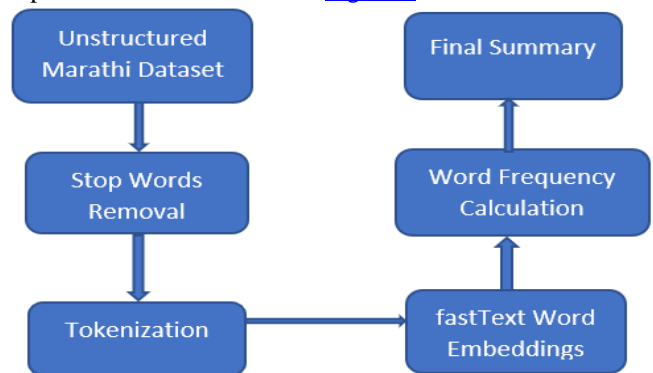 Unstructured
Marathi Dataset
Stop Words
Removal
Tokenization
fastText Word
Embeddings
Word Frequency
Calculation
Final Summary